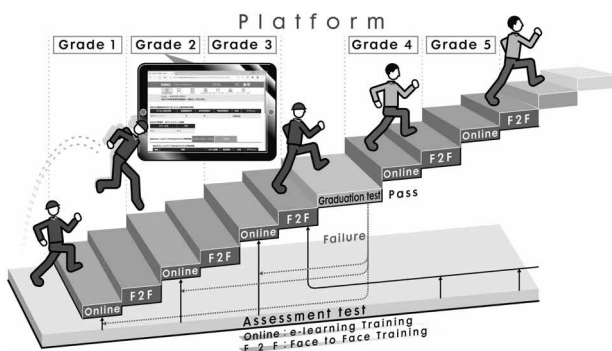 Platform
Grade 1
Grade 2
Grade 3
Grade 4
Grade 5
F2F
Online
F2F
Online
Graduation test
Pass
F2F
Online
Failure
F2F
Online
F2F
Online
Assessment test
Online : e-learning Training
F 2 F : Face to Face Training